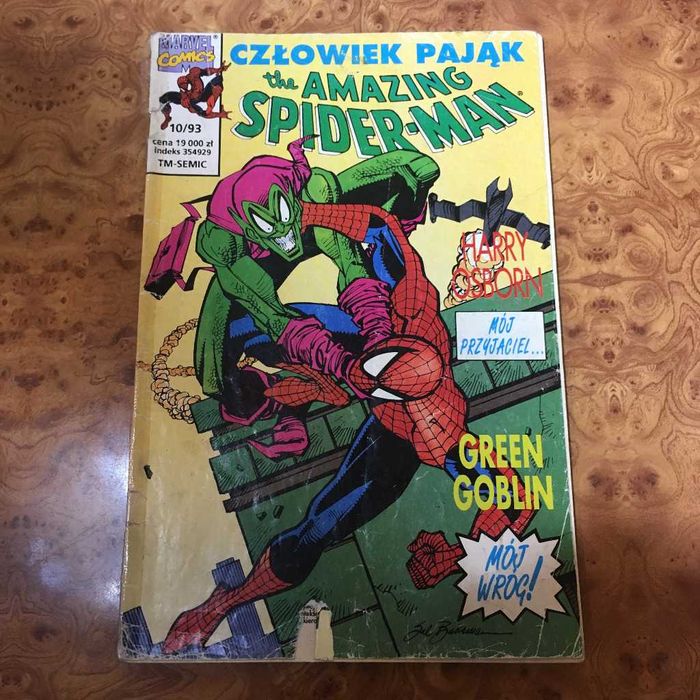 MARVEL
COMICS
M
10/93
cena 19 000 zł
Indeks 354929
TM-SEMIC
CZŁOWIEK PAJĄK
the AMAZING
SPIDER-MAN
HARRY
OSBORN
MÓJ
PRZYJACIEL...
GREEN
GOBLIN
MÓJ
WRÓG!